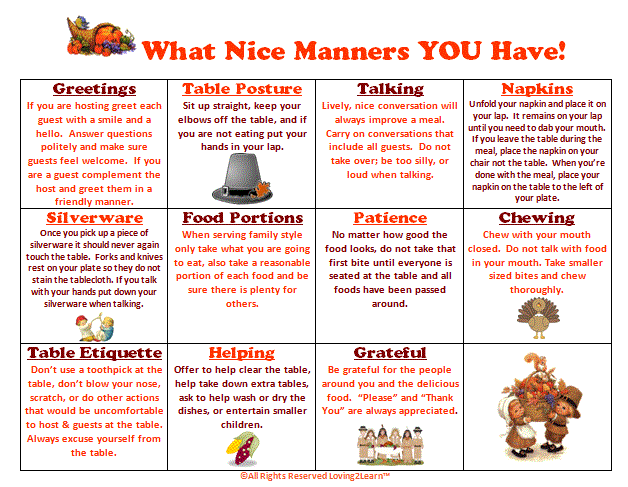 What Nice Manners YOU Have!
Greetings
If you are hosting greet each
guest with a smile and a
hello. Answer questions
politely and make sure
guests feel welcome. If you
are a guest complement the
host and greet them in a
friendly manner.
Table Posture
Sit up straight, keep your
elbows off the table, and if
you are not eating put your
hands in your lap.
Talking
Lively, nice conversation will
always improve a meal.
Carry on conversations that
include all guests. Do not
take over; be too silly, or
loud when talking.
Napkins
Unfold your napkin and place it on
your lap. It remains on your lap
until you need to dab your mouth.
If you leave the table during the
meal, place the napkin on your
chair not the table. When you're
done with the meal, place your
napkin on the table to the left of
your plate.
Silverware
Once you pick up a piece of
silverware it should never again
touch the table. Forks and knives
rest on your plate so they do not
stain the tablecloth. If you talk
with your hands put down your
silverware when talking.
Food Portions
When serving family style
only take what you are going
to eat, also take a reasonable
portion of each food and be
sure there is plenty for
others.
Patience
No matter how good the
food looks, do not take that
first bite until everyone is
seated at the table and all
foods have been passed
around.
Chewing
Chew with your mouth
closed. Do not talk with food
in your mouth. Take smaller
sized bites and chew
thoroughly.
Table Etiquette
Don't use a toothpick at the
table, don't blow your nose,
scratch, or do other actions
that would be uncomfortable
to host & guests at the table.
Always excuse yourself from
the table.
Helping
Offer to help clear the table,
help take down extra tables,
ask to help wash or dry the
dishes, or entertain smaller
children.
Grateful
Be grateful for the people
around you and the delicious
food. "Please" and "Thank
You" are always appreciated.
©All Rights Reserved Loving2Learn™